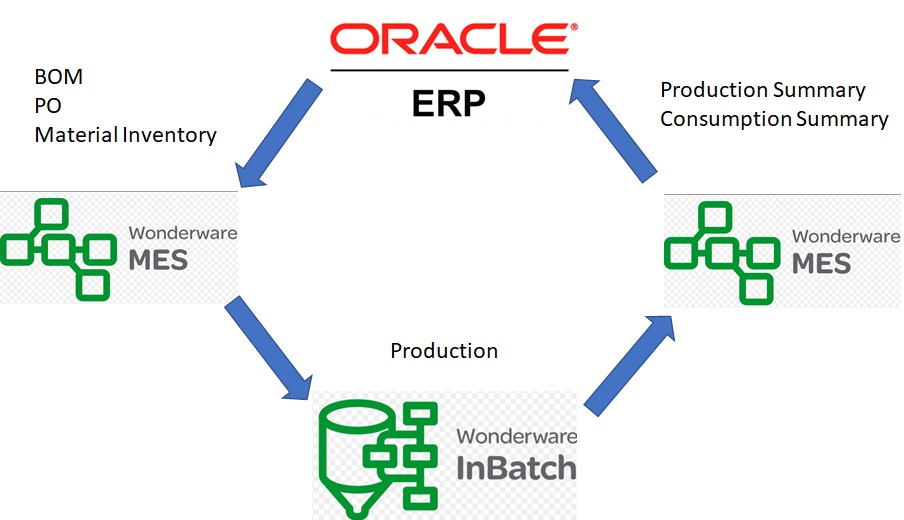 ORACLE®
ERP
BOM
PO
Material Inventory
Production Summary
Consumption Summary
Wonderware
MES
Wonderware
MES
Production
Wonderware
InBatch